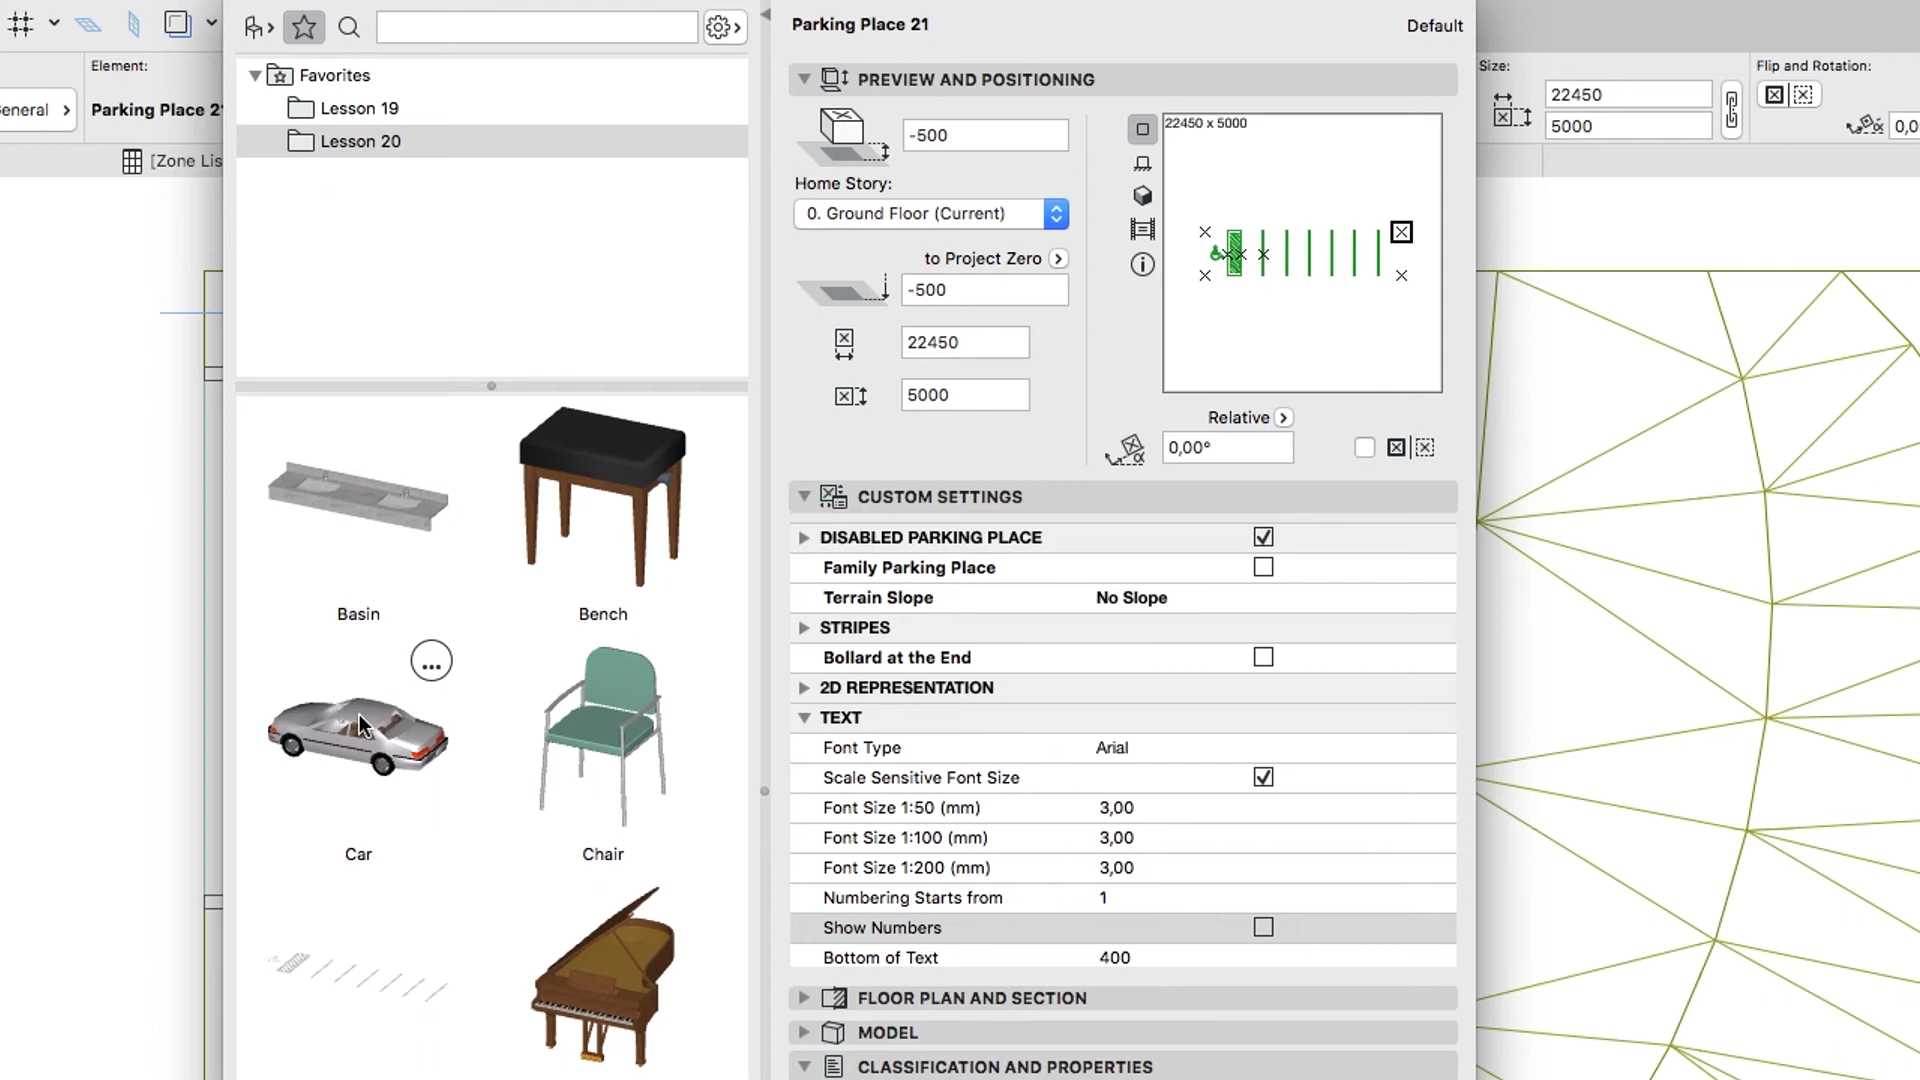 Element:
General
Parking Place 21
[Zone Lis
Favorites
Lesson 19
Lesson 20
Basin
Bench
Car
Chair
Parking Place 21
Default
PREVIEW AND POSITIONING
-500
Home Story:
0. Ground Floor (Current)
to Project Zero
-500
22450
5000
22450 x 5000
Relative
0,00°
CUSTOM SETTINGS
DISABLED PARKING PLACE
Family Parking Place
Terrain Slope No Slope
STRIPES
Bollard at the End
2D REPRESENTATION
TEXT
Font Type Arial
Scale Sensitive Font Size
Font Size 1:50 (mm) 3,00
Font Size 1:100 (mm) 3,00
Font Size 1:200 (mm) 3,00
Numbering Starts from 1
Show Numbers
Bottom of Text 400
FLOOR PLAN AND SECTION
MODEL
CLASSIFICATION AND PROPERTIES
Size:
22450
5000
Flip and Rotation:
0,0